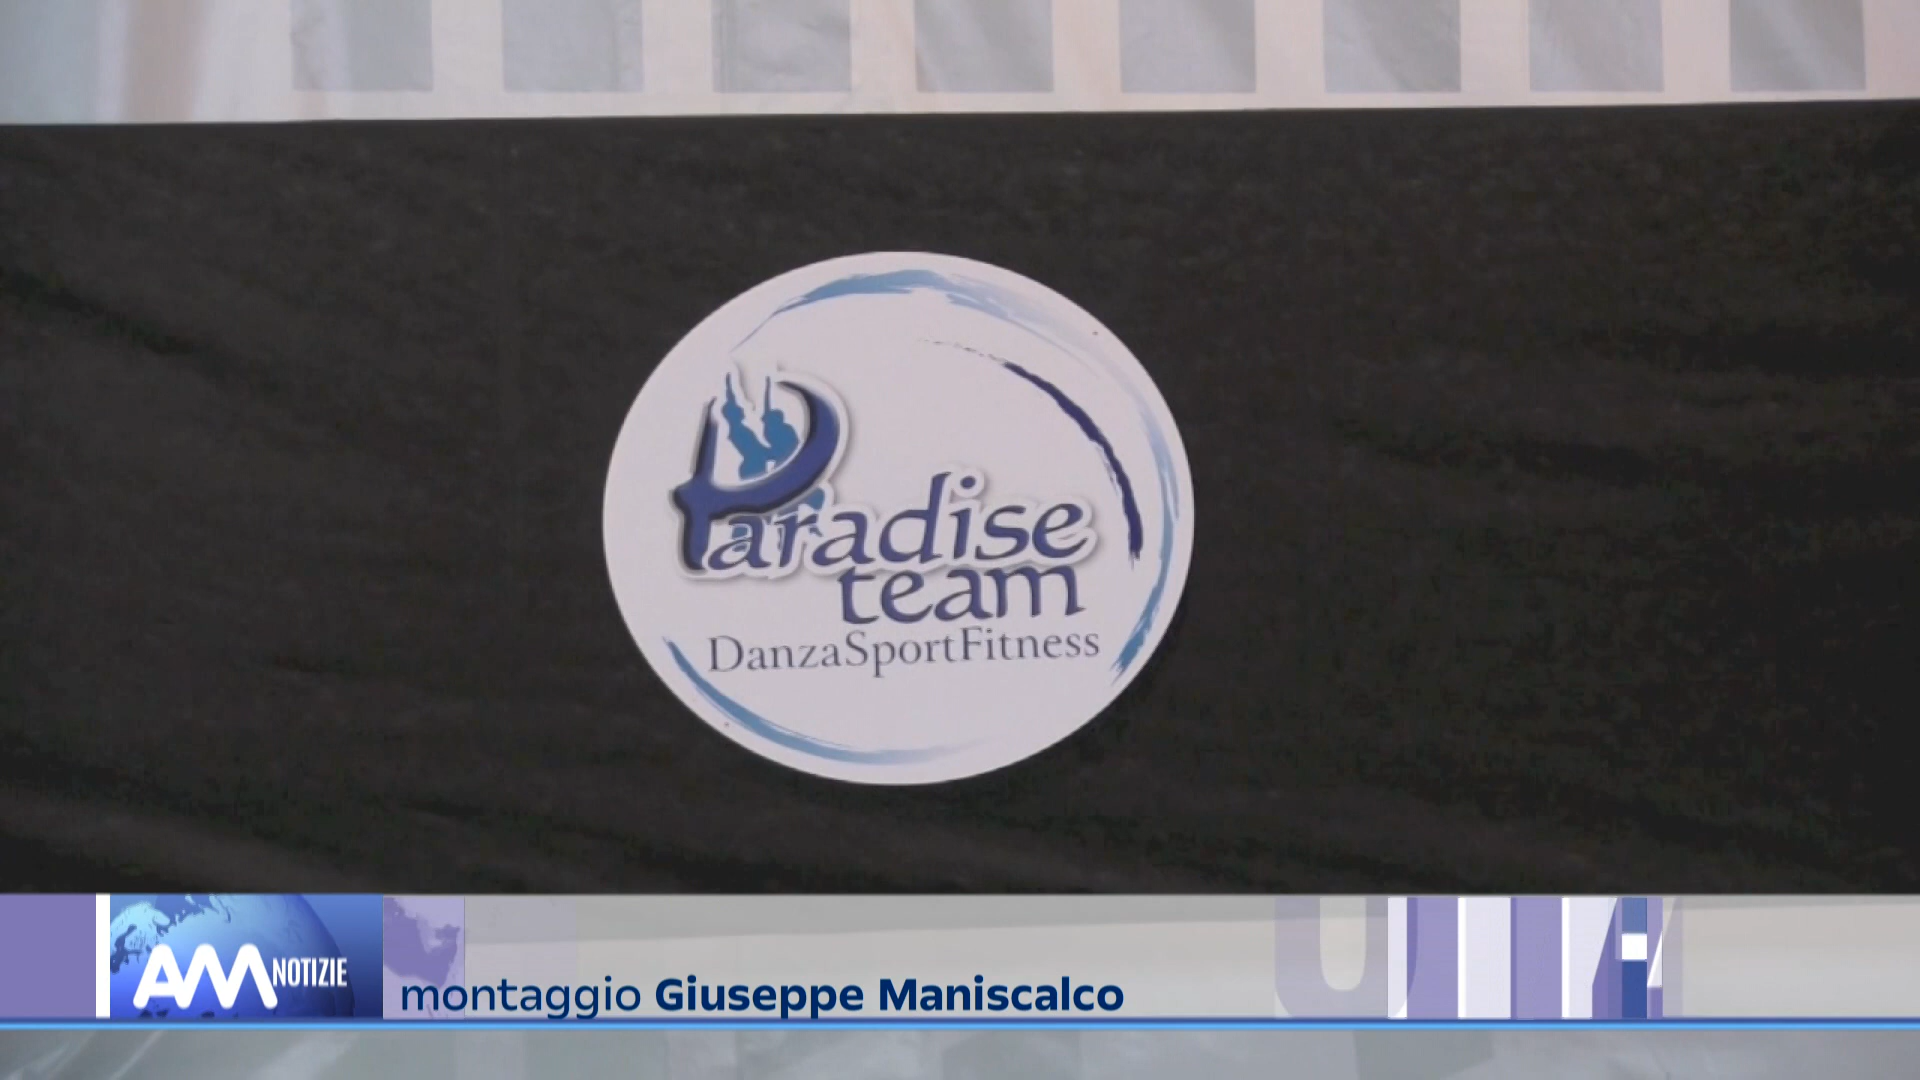 Paradise
team
DanzaSportFitness
AM NOTIZIE
montaggio Giuseppe Maniscalco